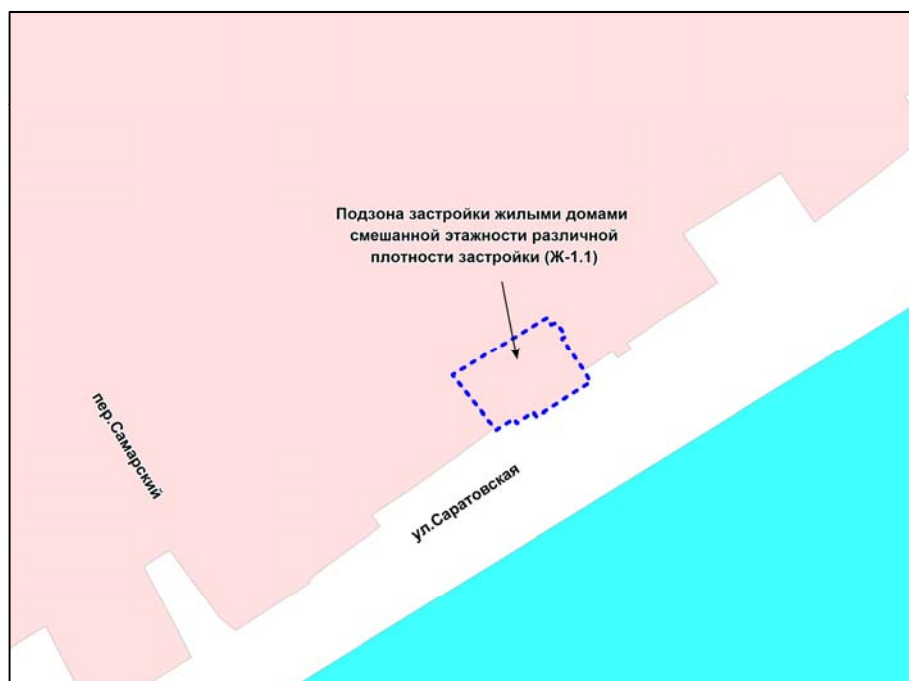 Подзона застройки жилыми домами
смешанной этажности различной
плотности застройки (Ж-1.1)
пер.Самарский
ул.Саратовская